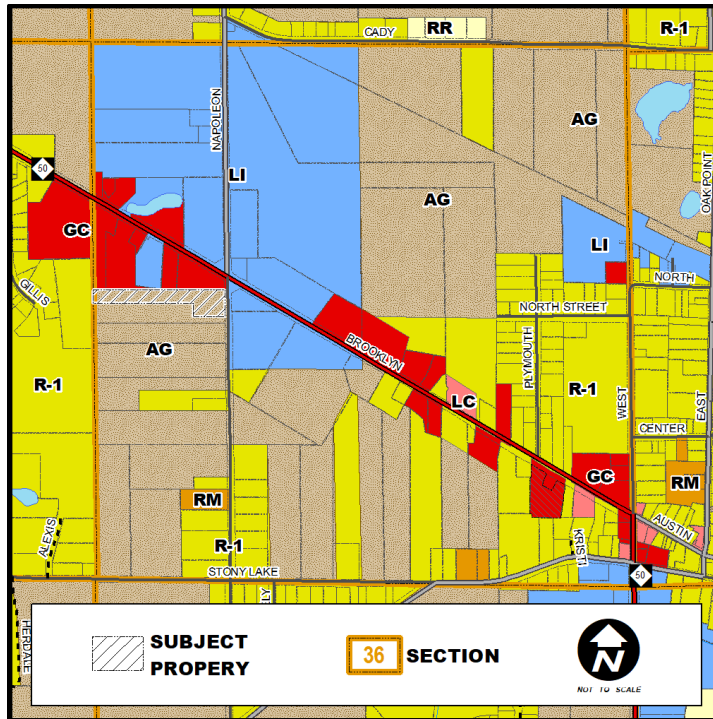 CADY
RR
R-1
NAPOLEON
AG
OAK POINT
50
LI
AG
GC
LI
NORTH
GILLIS
NORTH STREET
AG
BROOKLYN
PLYMOUTH
R-1
R-1
WEST
EAST
LC
CENTER
GC
RM
RM
AUSTIN
ALEXIS
R-1
KRISTI
STONY LAKE
50
LY
HERDALE
SUBJECT
PROPERY
36
SECTION
N
NOT TO SCALE